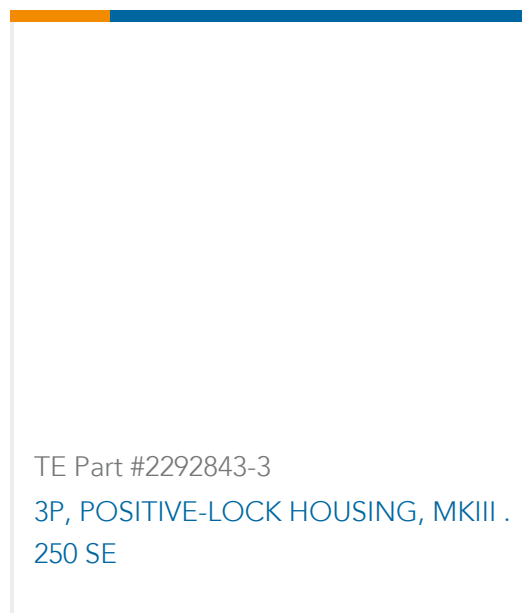 TE Part #2292843-3
3P, POSITIVE-LOCK HOUSING, MKIII .
250 SE